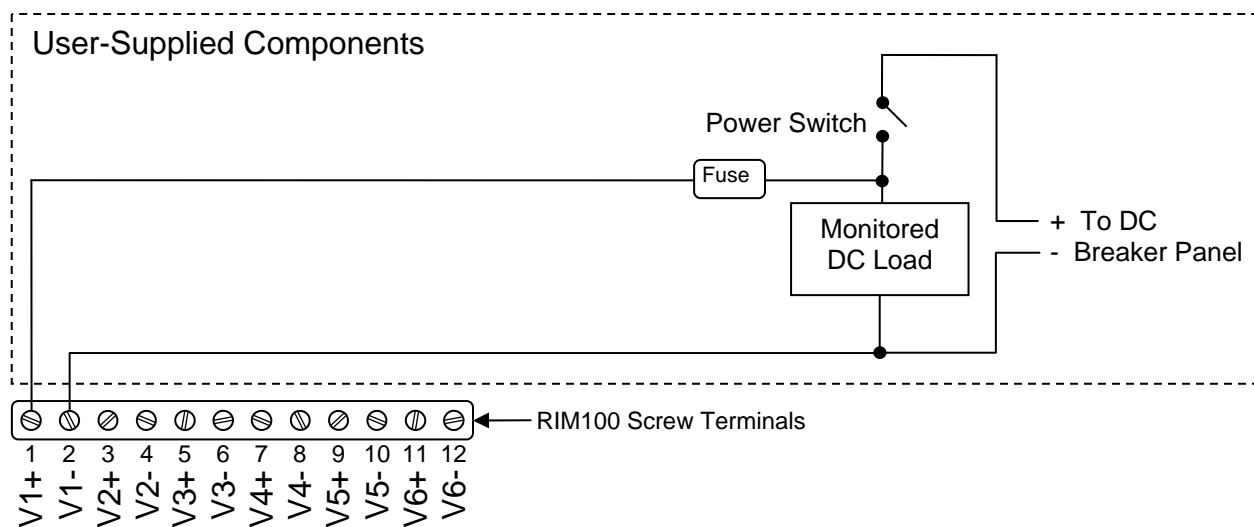 User-Supplied Components
Power Switch
Fuse
Monitored
DC Load
+ To DC
- Breaker Panel
RIM100 Screw Terminals
1 2 3 4 5 6 7 8 9 10 11 12
V1+ V1- V2+ V2- V3+ V3- V4+ V4- V5+ V5- V6+ V6-